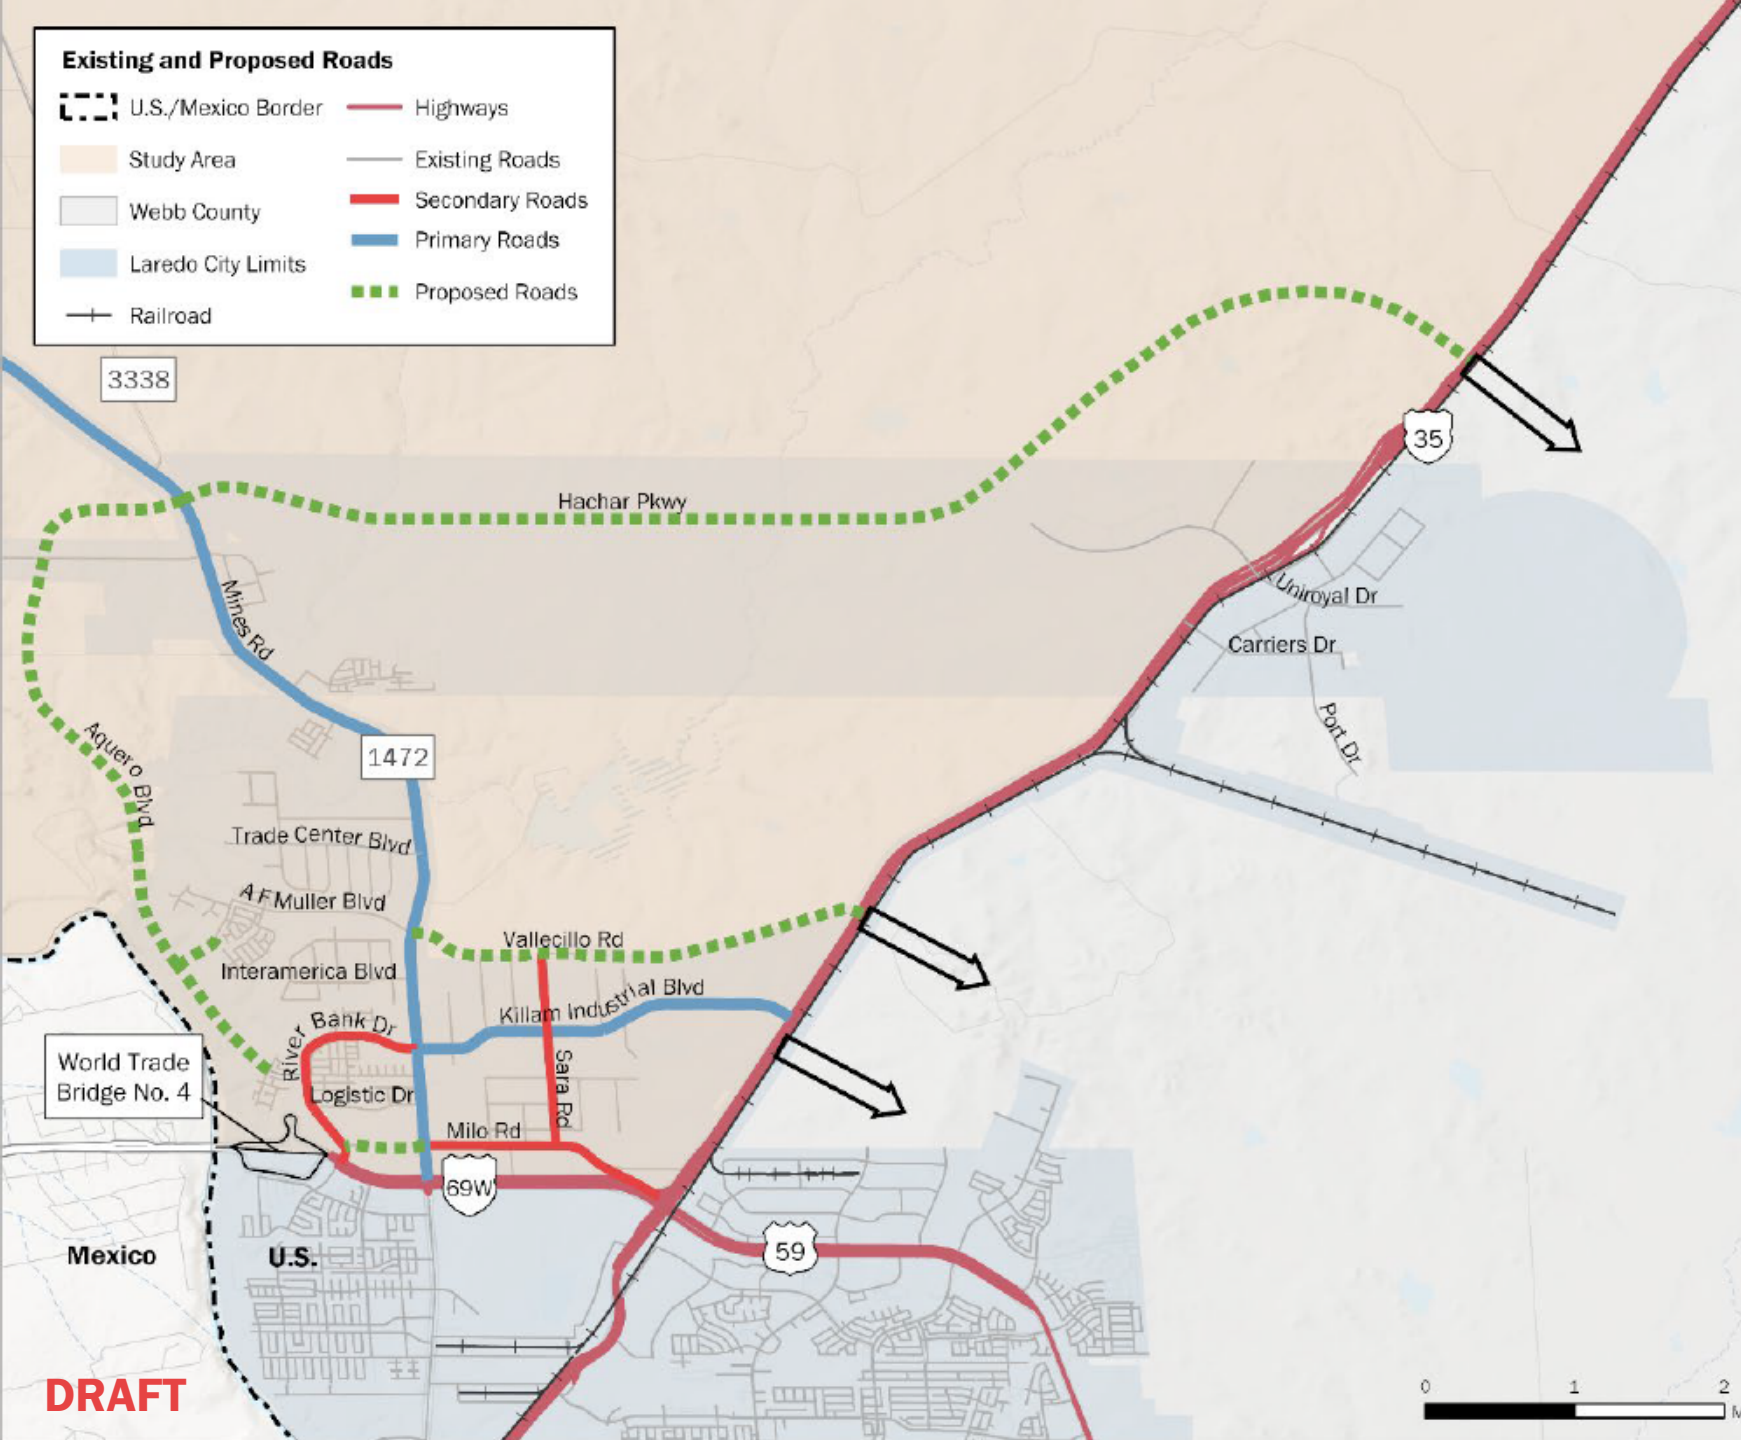 Existing and Proposed Roads
U.S./Mexico Border
Highways
Study Area
Existing Roads
Webb County
Secondary Roads
Laredo City Limits
Primary Roads
Railroad
Proposed Roads
3338
35
Hachar Pkwy
Uniroyal Dr
Mines Rd
Carriers Dr
Port Dr
Aquero Blvd
1472
Trade Center Blvd
A F Muller Blvd
Vallecillo Rd
Interamerica Blvd
Killam Industrial Blvd
River Bank Dr
World Trade
Bridge No. 4
Logistic Dr
Sara Rd
Milo Rd
69W
59
Mexico
U.S.
DRAFT
0 1 2
M